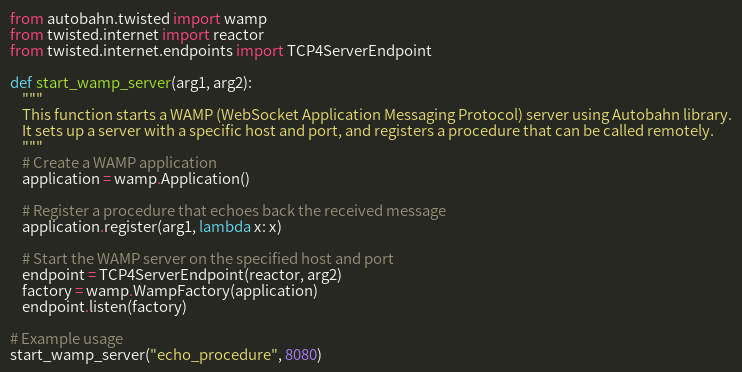 from autobahn.twisted import wamp
from twisted.internet import reactor
from twisted.internet.endpoints import TCP4ServerEndpoint

def start_wamp_server(arg1, arg2):
    """
    This function starts a WAMP (WebSocket Application Messaging Protocol) server using Autobahn library.
    It sets up a server with a specific host and port, and registers a procedure that can be called remotely.
    """
    # Create a WAMP application
    application = wamp.Application()

    # Register a procedure that echoes back the received message
    application.register(arg1, lambda x: x)

    # Start the WAMP server on the specified host and port
    endpoint = TCP4ServerEndpoint(reactor, arg2)
    factory = wamp.WampFactory(application)
    endpoint.listen(factory)

# Example usage
start_wamp_server("echo_procedure", 8080)